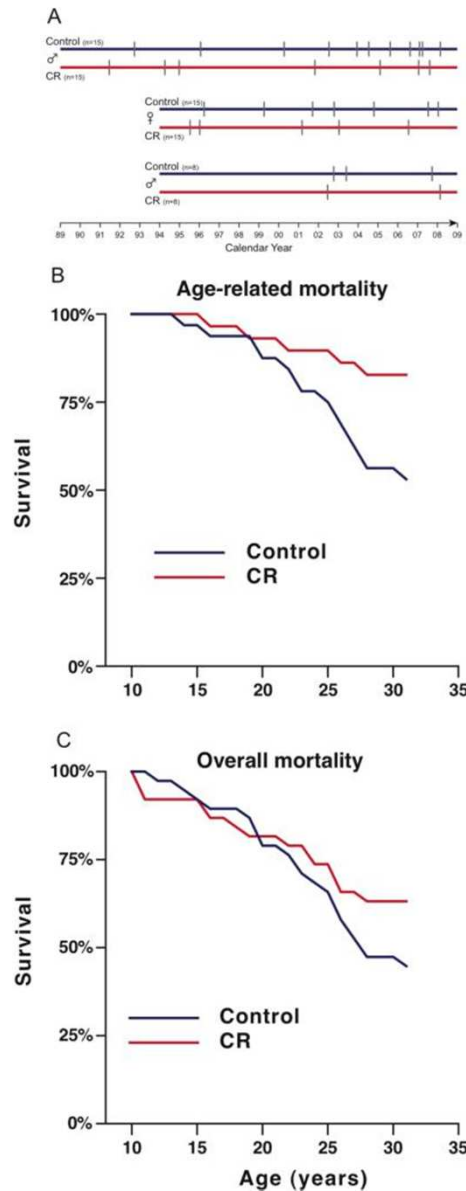 A
Control (n=15)
♂
CR (n=15)
Control (n=15)
♀
CR (n=15)
Control (n=8)
♂
CR (n=8)
89 90 91 92 93 94 95 96 97 98 99 00 01 02 03 04 05 06 07 08 09
Calendar Year
B
Age-related mortality
100%
75%
50%
25%
0%
Survival
Control
CR
10 15 20 25 30 35
C
Overall mortality
100%
75%
50%
25%
0%
Survival
Control
CR
10 15 20 25 30 35
Age (years)